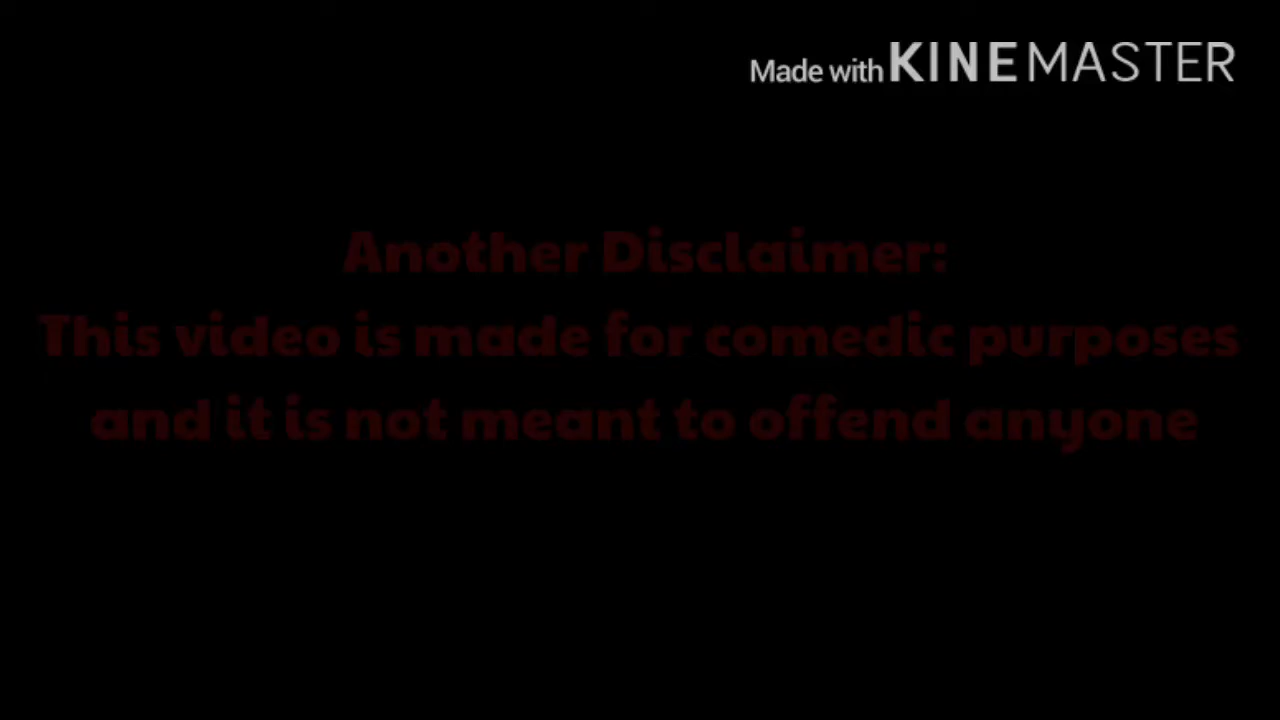 Made with KINEMASTER
Another Disclaimer:
This video is made for comedic purposes
and it is not meant to offend anyone